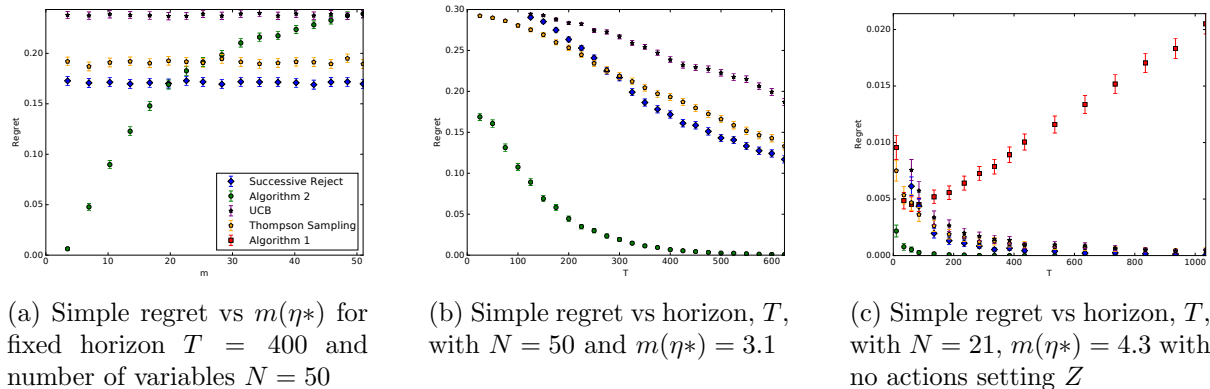 0.20
0.15
0.10
0.05
0.00
Regret
0 10 20 30 40 50
m
Successive Reject
Algorithm 2
UCB
Thompson Sampling
Algorithm 1
0.30
0.25
0.20
0.15
0.10
0.05
0.00
Regret
0 100 200 300 400 500 600
T
0.020
0.015
0.010
0.005
0.000
Regret
0 200 400 600 800 1000
T
(a) Simple regret vs m(η∗) for
fixed horizon T = 400 and
number of variables N = 50
(b) Simple regret vs horizon, T,
with N = 50 and m(η∗) = 3.1
(c) Simple regret vs horizon, T,
with N = 21, m(η∗) = 4.3 with
no actions setting Z